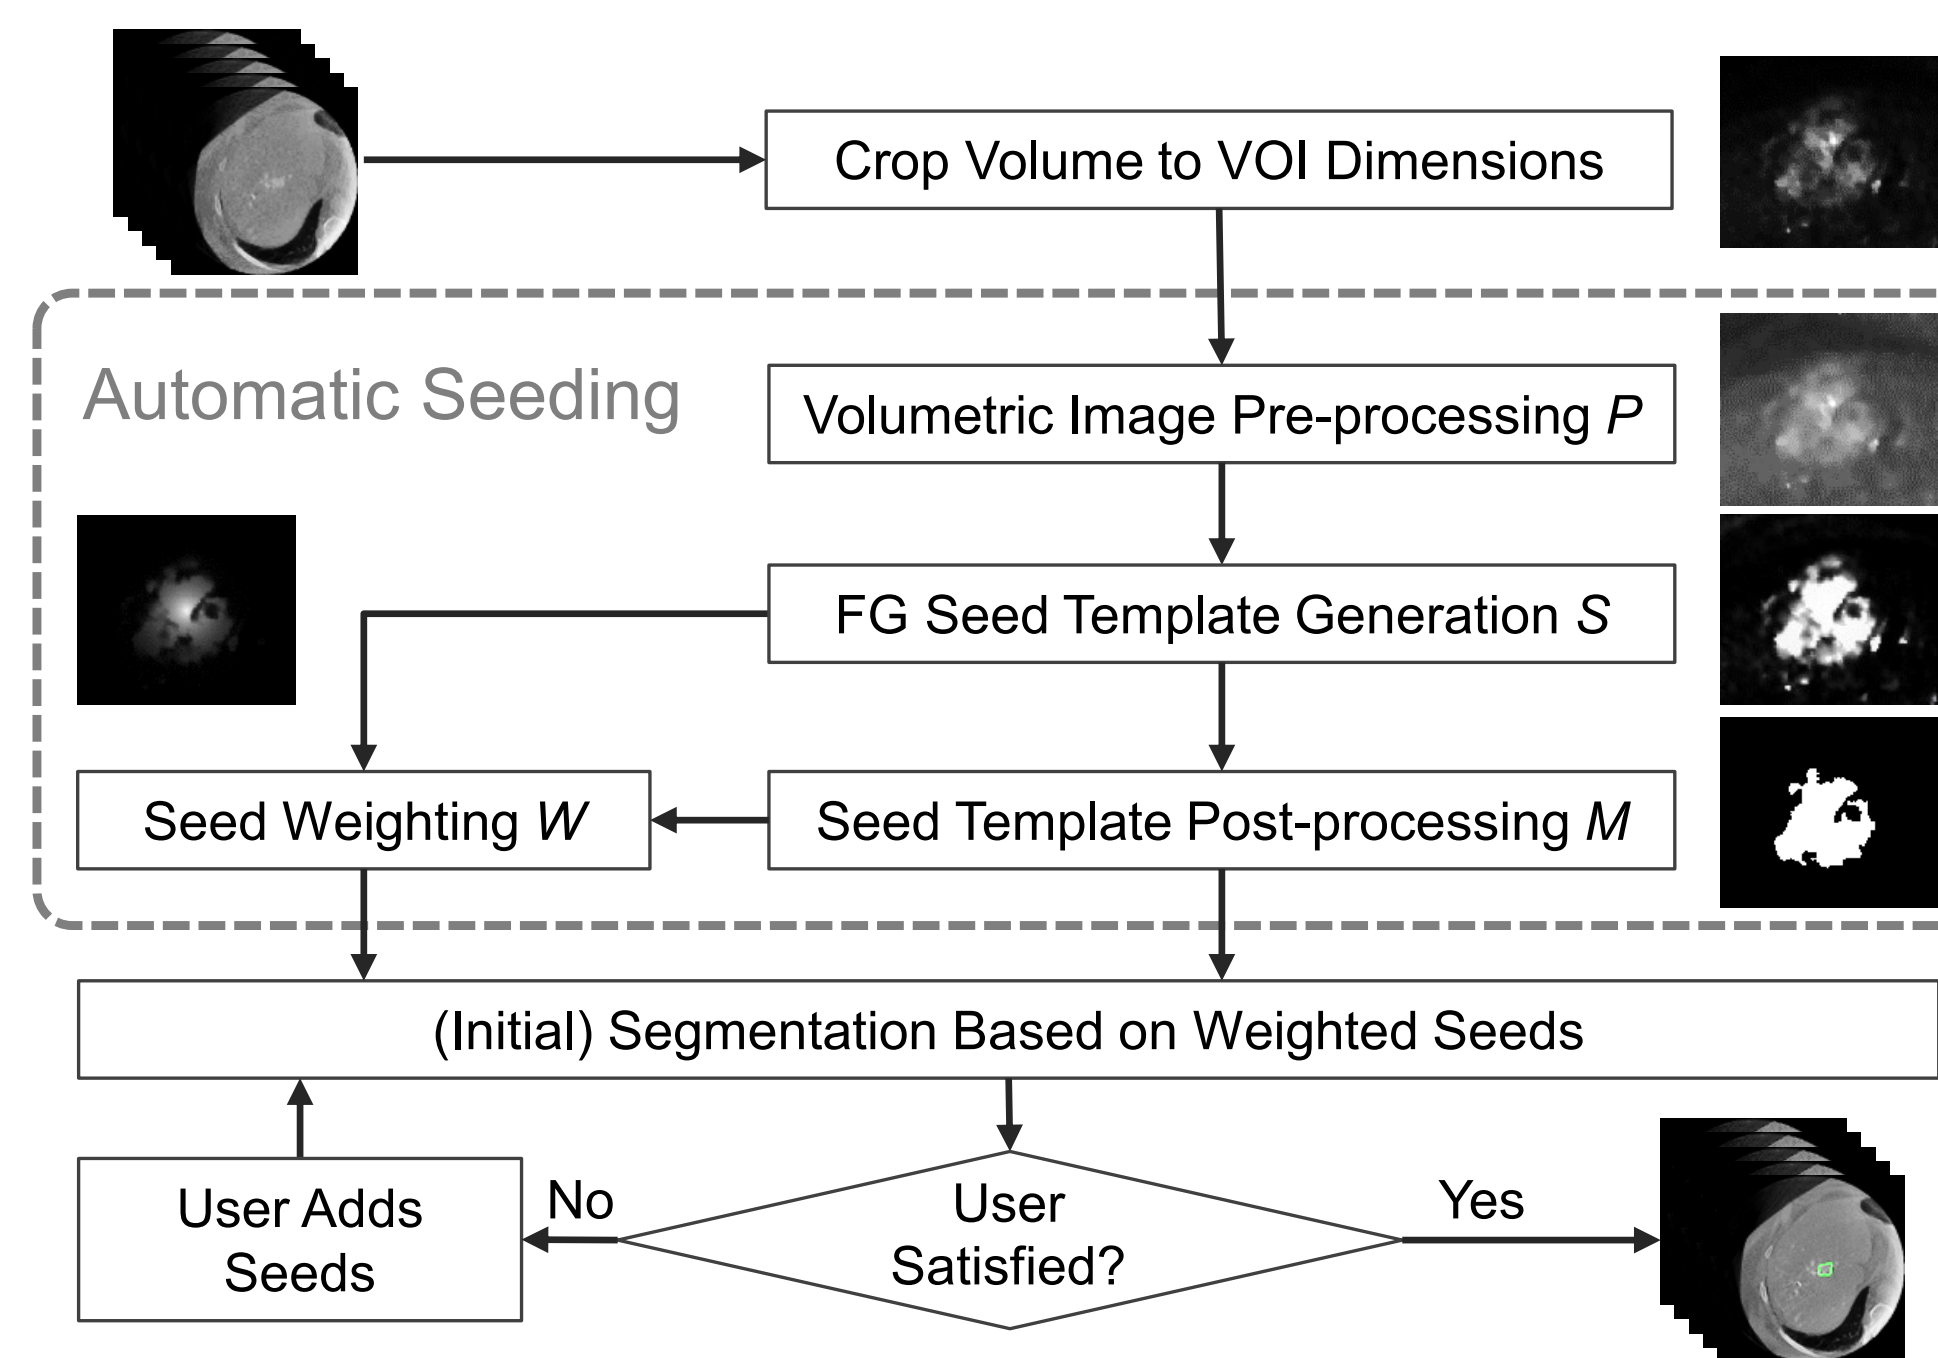 Crop Volume to VOI Dimensions
Automatic Seeding
Volumetric Image Pre-processing P
FG Seed Template Generation S
Seed Weighting W
Seed Template Post-processing M
(Initial) Segmentation Based on Weighted Seeds
User Adds
Seeds
No
User
Satisfied?
Yes